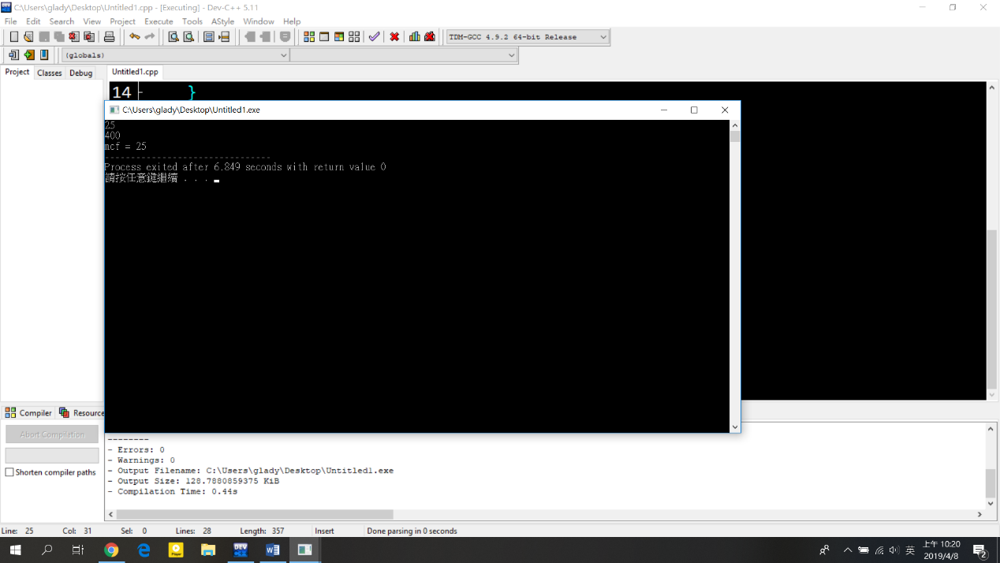 C:\Users\glady\Desktop\Untitled1.cpp - [Executing] - Dev-C++ 5.11
File Edit Search View Project Execute Tools AStyle Window Help
TDM-GCC 4.9.2 64-bit Release
(globals)
Project Classes Debug
Untitled1.cpp
14 }
C:\Users\glady\Desktop\Untitled1.exe
25
400
mcf = 25
--------------------------------
Process exited after 6.849 seconds with return value 0
請按任意鍵繼續 . . .
Compiler Resource
Abort Compilation
Shorten compiler paths
--------
- Errors: 0
- Warnings: 0
- Output Filename: C:\Users\glady\Desktop\Untitled1.exe
- Output Size: 128.7880859375 KiB
- Compilation Time: 0.44s
Line: 25 Col: 31 Sel: 0 Lines: 28 Length: 357 Insert Done parsing in 0 seconds
英
上午 10:20
2019/4/8
2